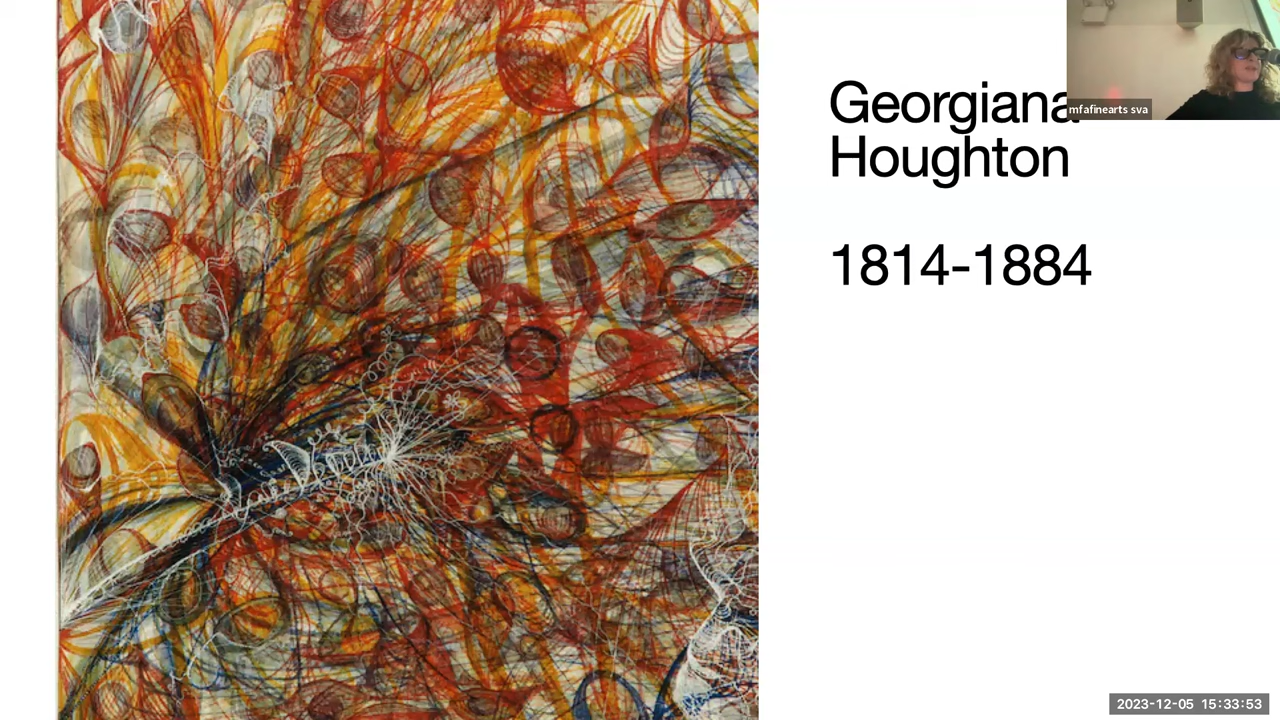 Georgiana
Houghton
1814-1884
mfafinearts sva
2023-12-05 15:33:53